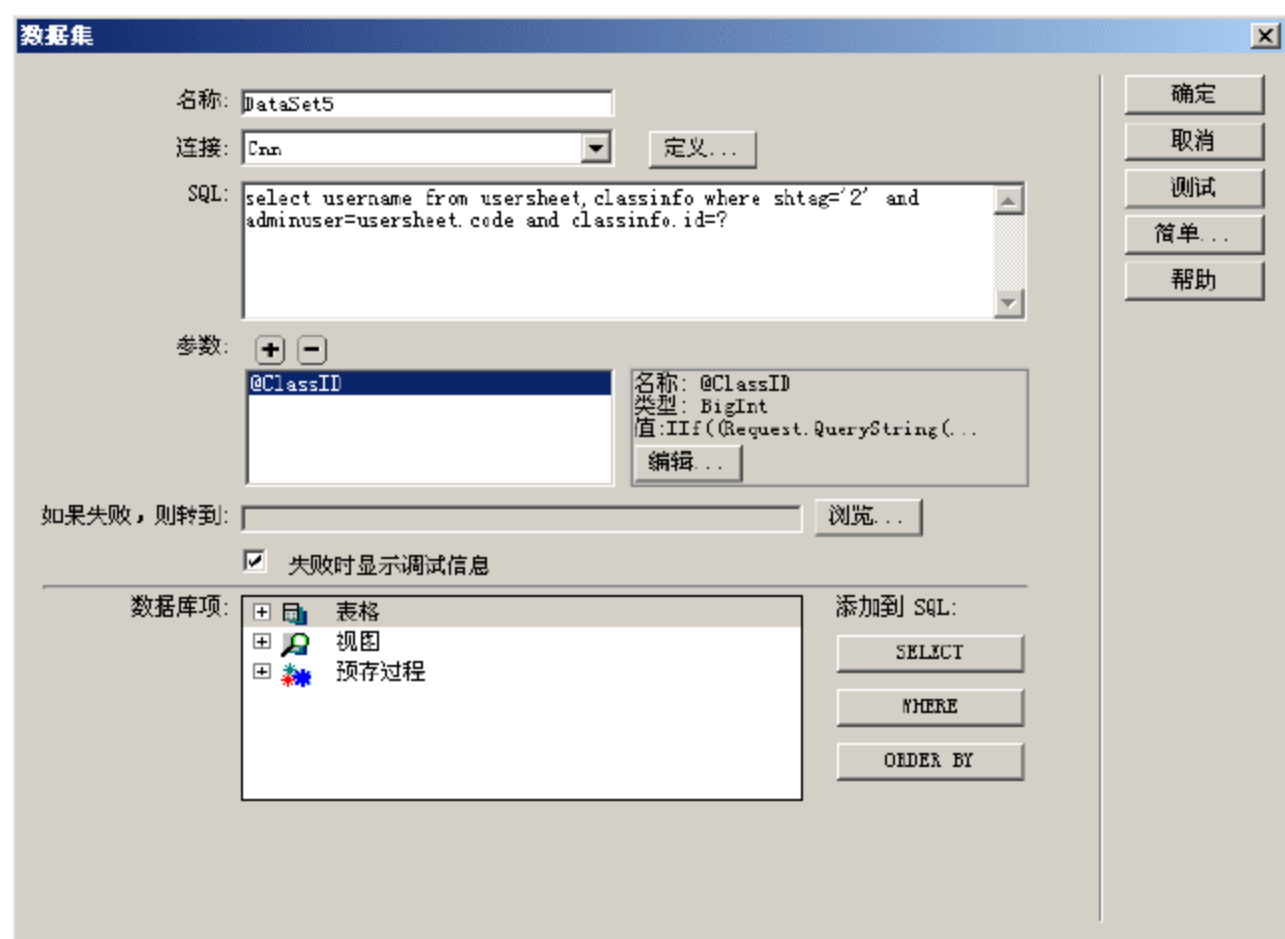 数据集
名称: DataSet5
连接: Cnn 定义...
SQL: select username from usersheet,classinfo where shtag='2' and
adminuser=usersheet.code and classinfo.id=?
参数:
@ClassID
名称: @ClassID
类型: BigInt
值:IIf((Request.QueryString(...
编辑...
如果失败，则转到: 浏览...
失败时显示调试信息
数据库项:
表格
视图
预存过程
添加到 SQL:
SELECT
WHERE
ORDER BY
确定
取消
测试
简单...
帮助